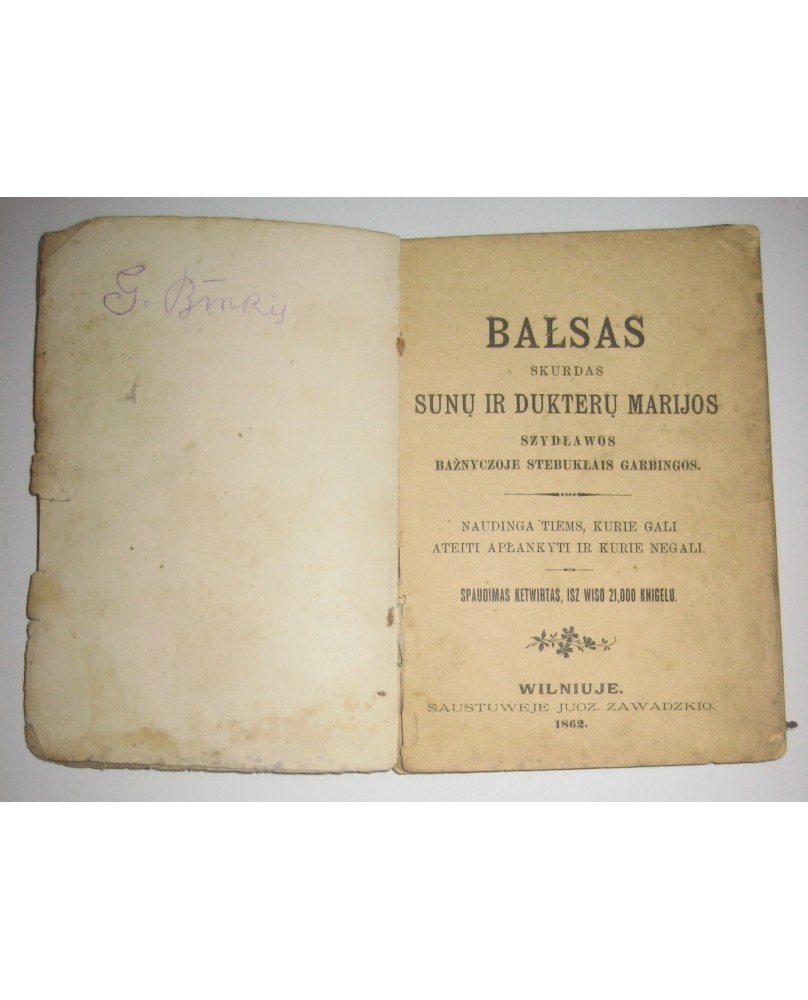 G. Binkis
BAŁSAS
SKURDAS
SUNŲ IR DUKTERŲ MARIJOS
SZYDŁAWOS
BAŽNYCZOJE STEBUKŁAIS GARBINGOS.
NAUDINGA TIEMS, KURIE GALI
ATEITI APŁANKYTI IR KURIE NEGALI.
SPAUDIMAS KETWIRTAS, ISZ WISO 21,000 KNIGELU.
WILNIUJE.
SAUSTUWEJE JUOZ. ZAWADZKIO.
1862.